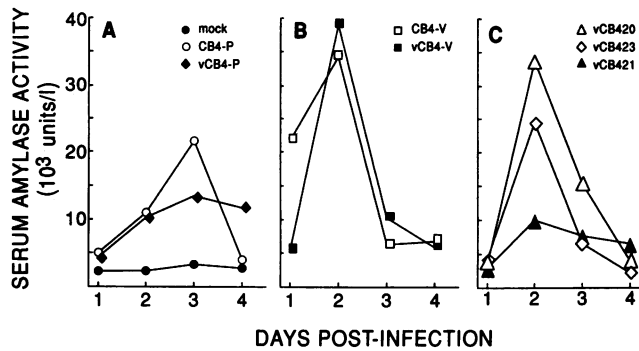 SERUM AMYLASE ACTIVITY
(10³ units/l)
40
30
20
10
A
mock
CB4-P
vCB4-P
1 2 3 4
B
CB4-V
vCB4-V
1 2 3 4
C
vCB420
vCB423
vCB421
1 2 3 4
DAYS POST-INFECTION